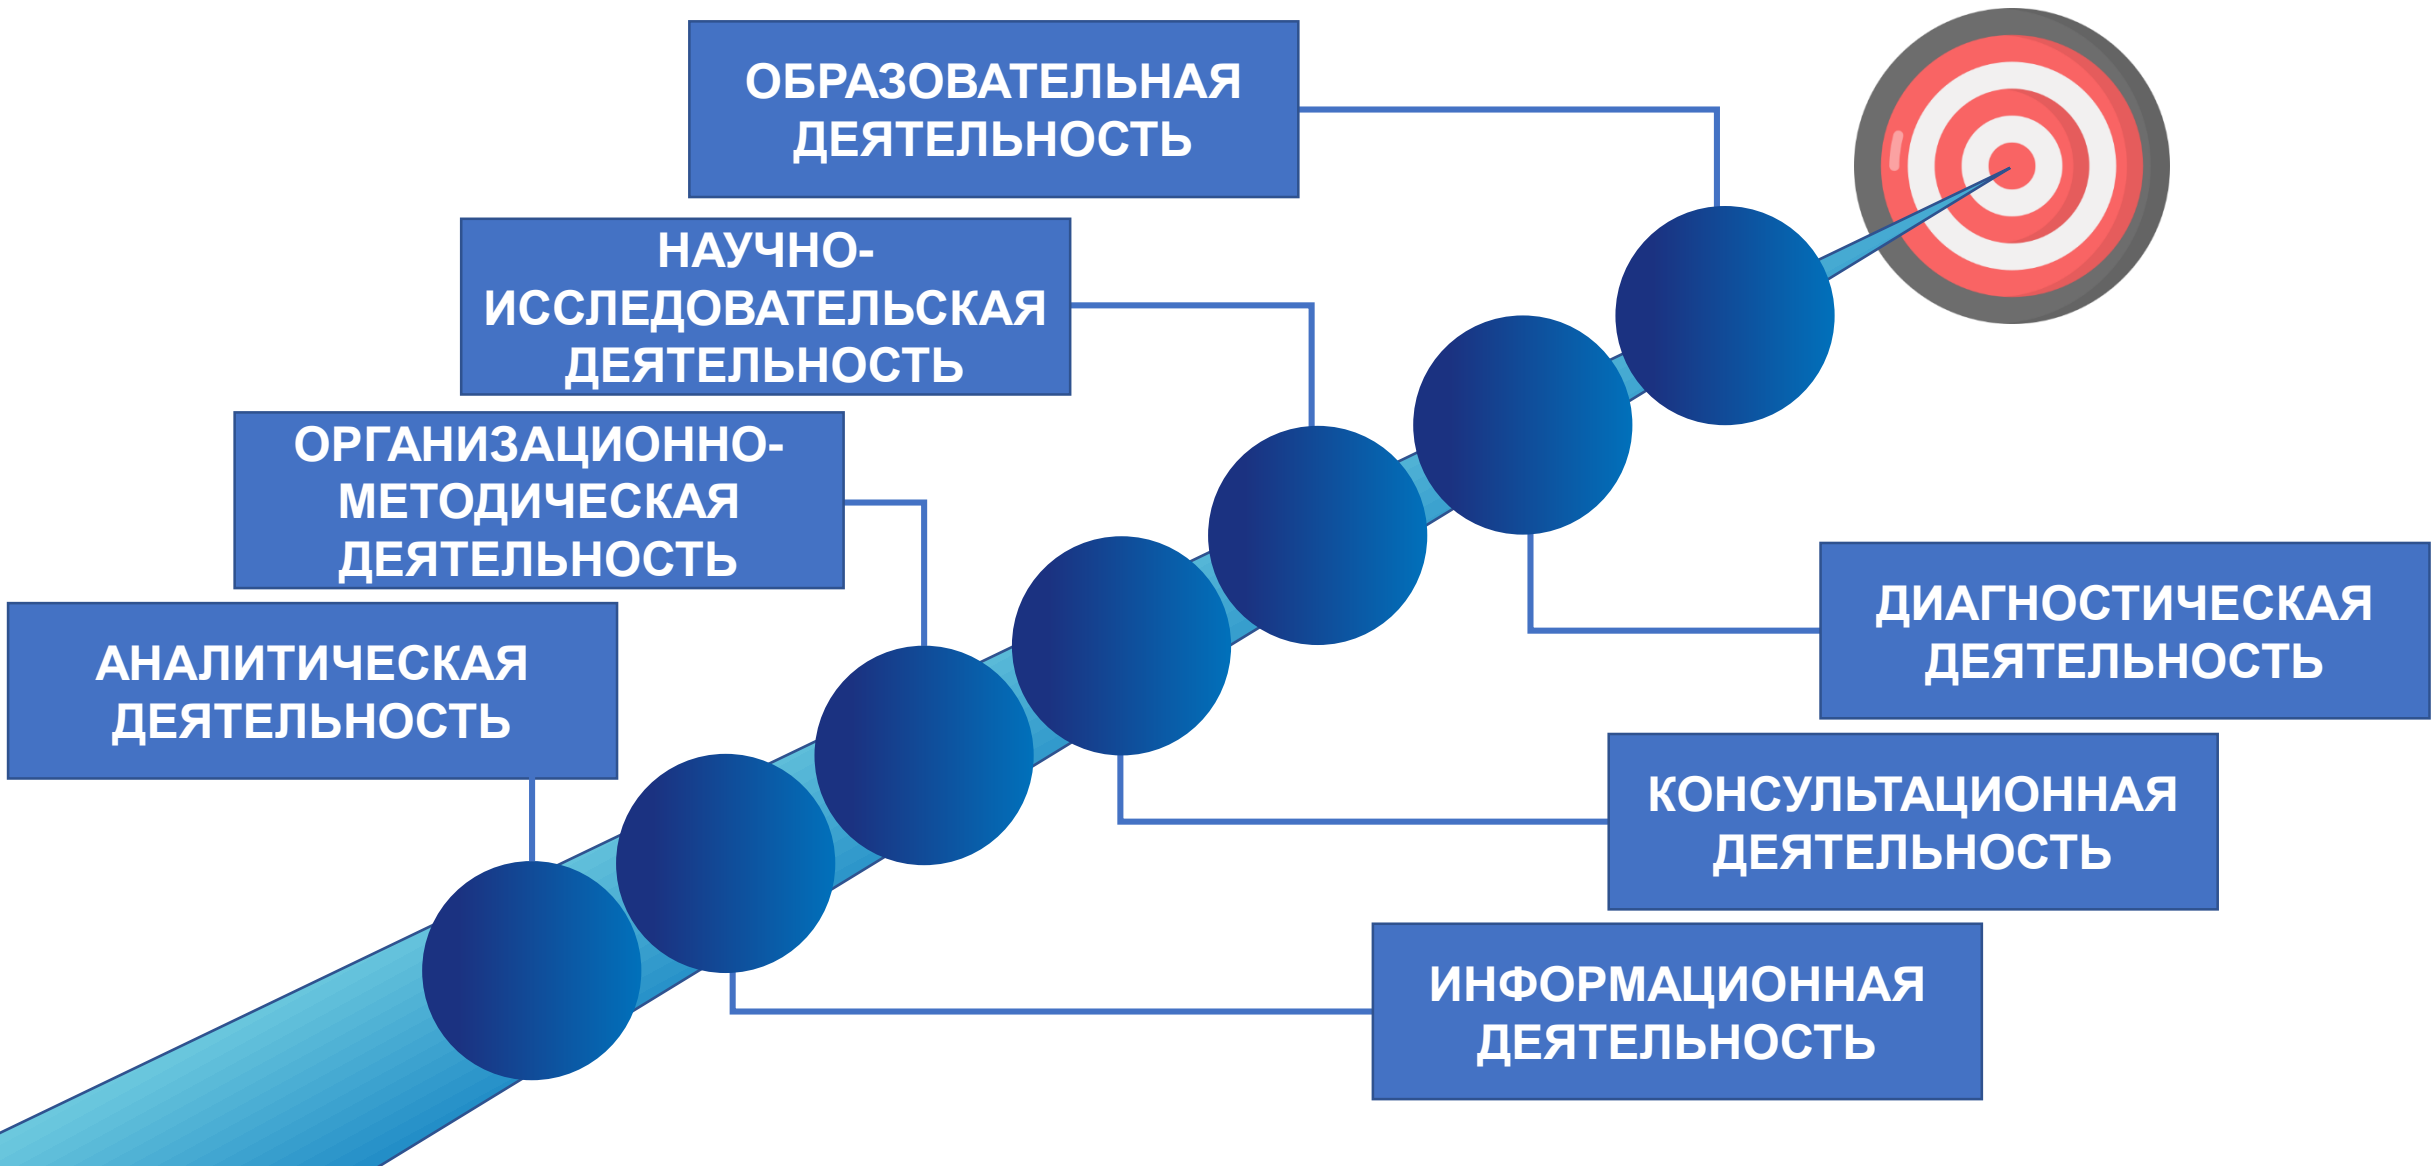 ОБРАЗОВАТЕЛЬНАЯ
ДЕЯТЕЛЬНОСТЬ
НАУЧНО-
ИССЛЕДОВАТЕЛЬСКАЯ
ДЕЯТЕЛЬНОСТЬ
ОРГАНИЗАЦИОННО-
МЕТОДИЧЕСКАЯ
ДЕЯТЕЛЬНОСТЬ
АНАЛИТИЧЕСКАЯ
ДЕЯТЕЛЬНОСТЬ
ДИАГНОСТИЧЕСКАЯ
ДЕЯТЕЛЬНОСТЬ
КОНСУЛЬТАЦИОННАЯ
ДЕЯТЕЛЬНОСТЬ
ИНФОРМАЦИОННАЯ
ДЕЯТЕЛЬНОСТЬ